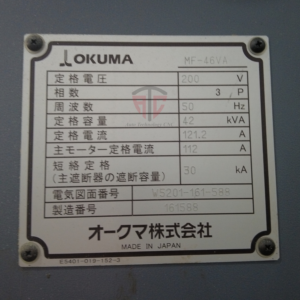 OKUMA MF-46VA
定格電圧 200 V
相数 3 P
周波数 50 Hz
定格容量 42 kVA
定格電流 121.2 A
主モーター定格電流 112 A
短絡定格
(主遮断器の遮断容量) 30 kA
電気図面番号
製造番号
オークマ株式会社
MADE IN JAPAN